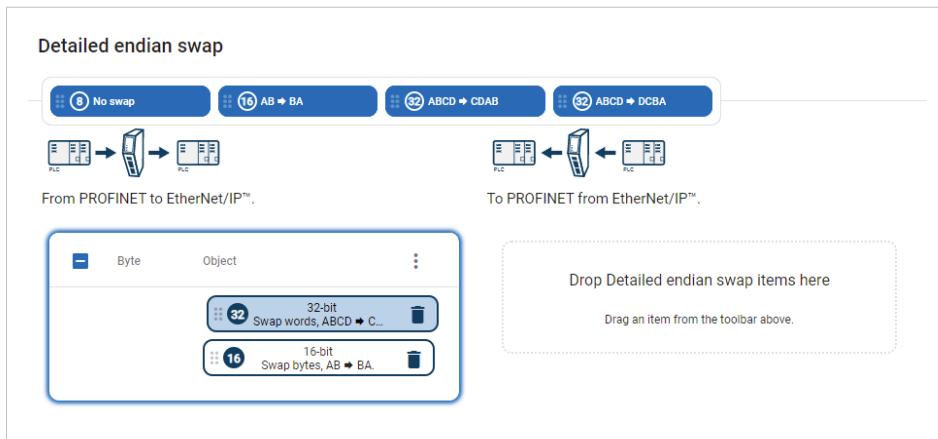 Detailed endian swap
8 No swap
16 AB ➡ BA
32 ABCD ➡ CDAB
32 ABCD ➡ DCBA
PLC PLC
PLC PLC
From PROFINET to EtherNet/IP™.
To PROFINET from EtherNet/IP™.
Byte Object
32 32-bit
Swap words, ABCD ➡ C...
16 16-bit
Swap bytes, AB ➡ BA.
Drop Detailed endian swap items here
Drag an item from the toolbar above.